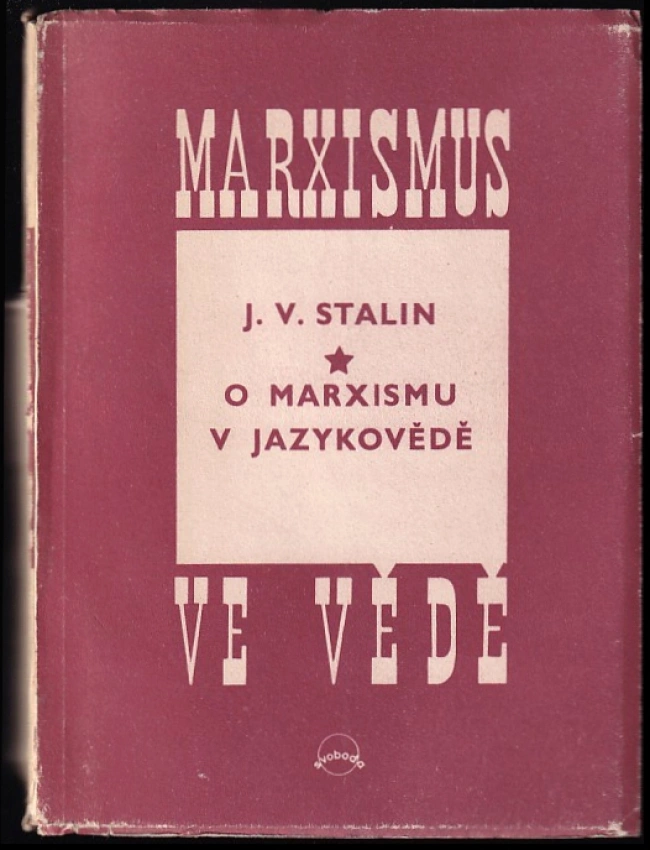 MARXISMUS
J. V. STALIN
O MARXISMU
V JAZYKOVĚDĚ
VE VĚDĚ
svoboda